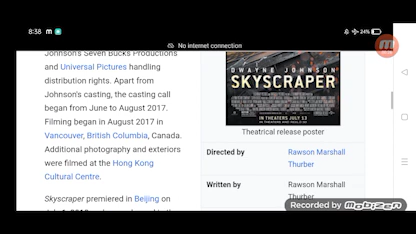 8:38 m 24%
No internet connection
Johnson's Seven Bucks Productions
and Universal Pictures handling
distribution rights. Apart from
Johnson's casting, the casting call
began from June to August 2017.
Filming began in August 2017 in
Vancouver, British Columbia, Canada.
Additional photography and exteriors
were filmed at the Hong Kong
Cultural Centre.
Skyscraper premiered in Beijing on
DWAYNE JOHNSON
SKYSCRAPER
IN THEATERS JULY 13
Theatrical release poster
Directed by Rawson Marshall
Thurber
Written by Rawson Marshall
Thurber
Recorded by mobizen